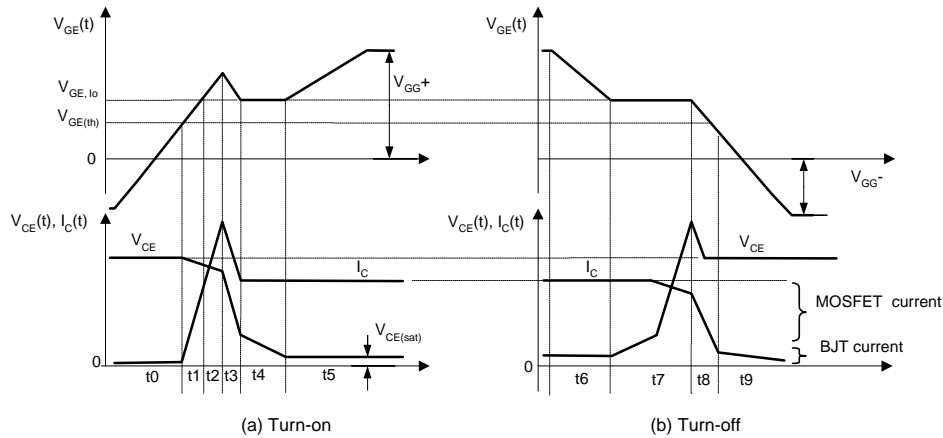 V_GE(t)
V_GE, Io
V_GE(th)
0
V_GG+
V_CE(t), I_C(t)
V_CE
I_C
V_CE(sat)
0
t0 t1 t2 t3 t4 t5
(a) Turn-on
V_GE(t)
V_GG-
V_CE(t), I_C(t)
V_CE
I_C
MOSFET current
BJT current
0
t6 t7 t8 t9
(b) Turn-off